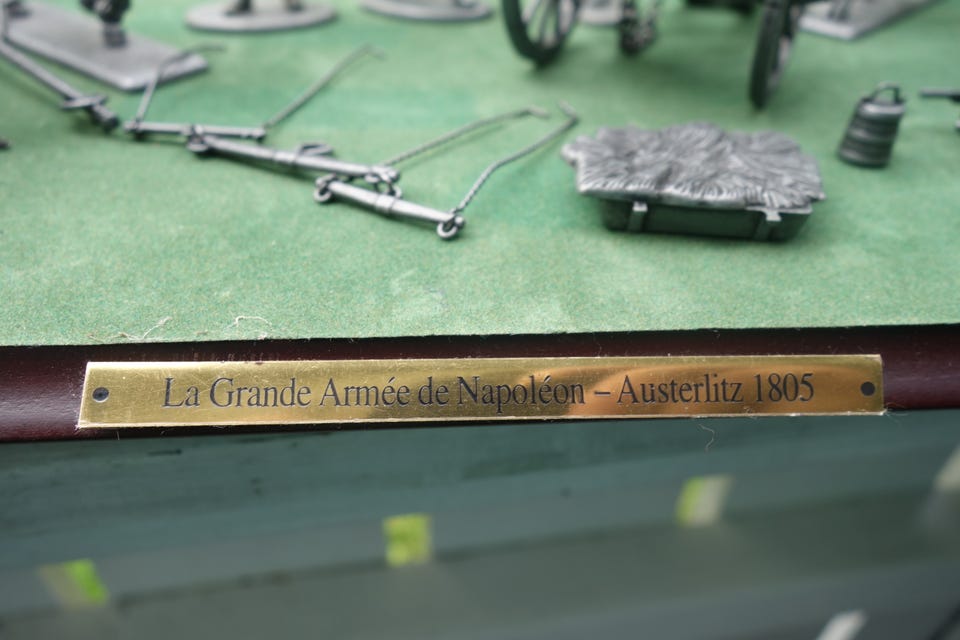 La Grande Armée de Napoléon – Austerlitz 1805